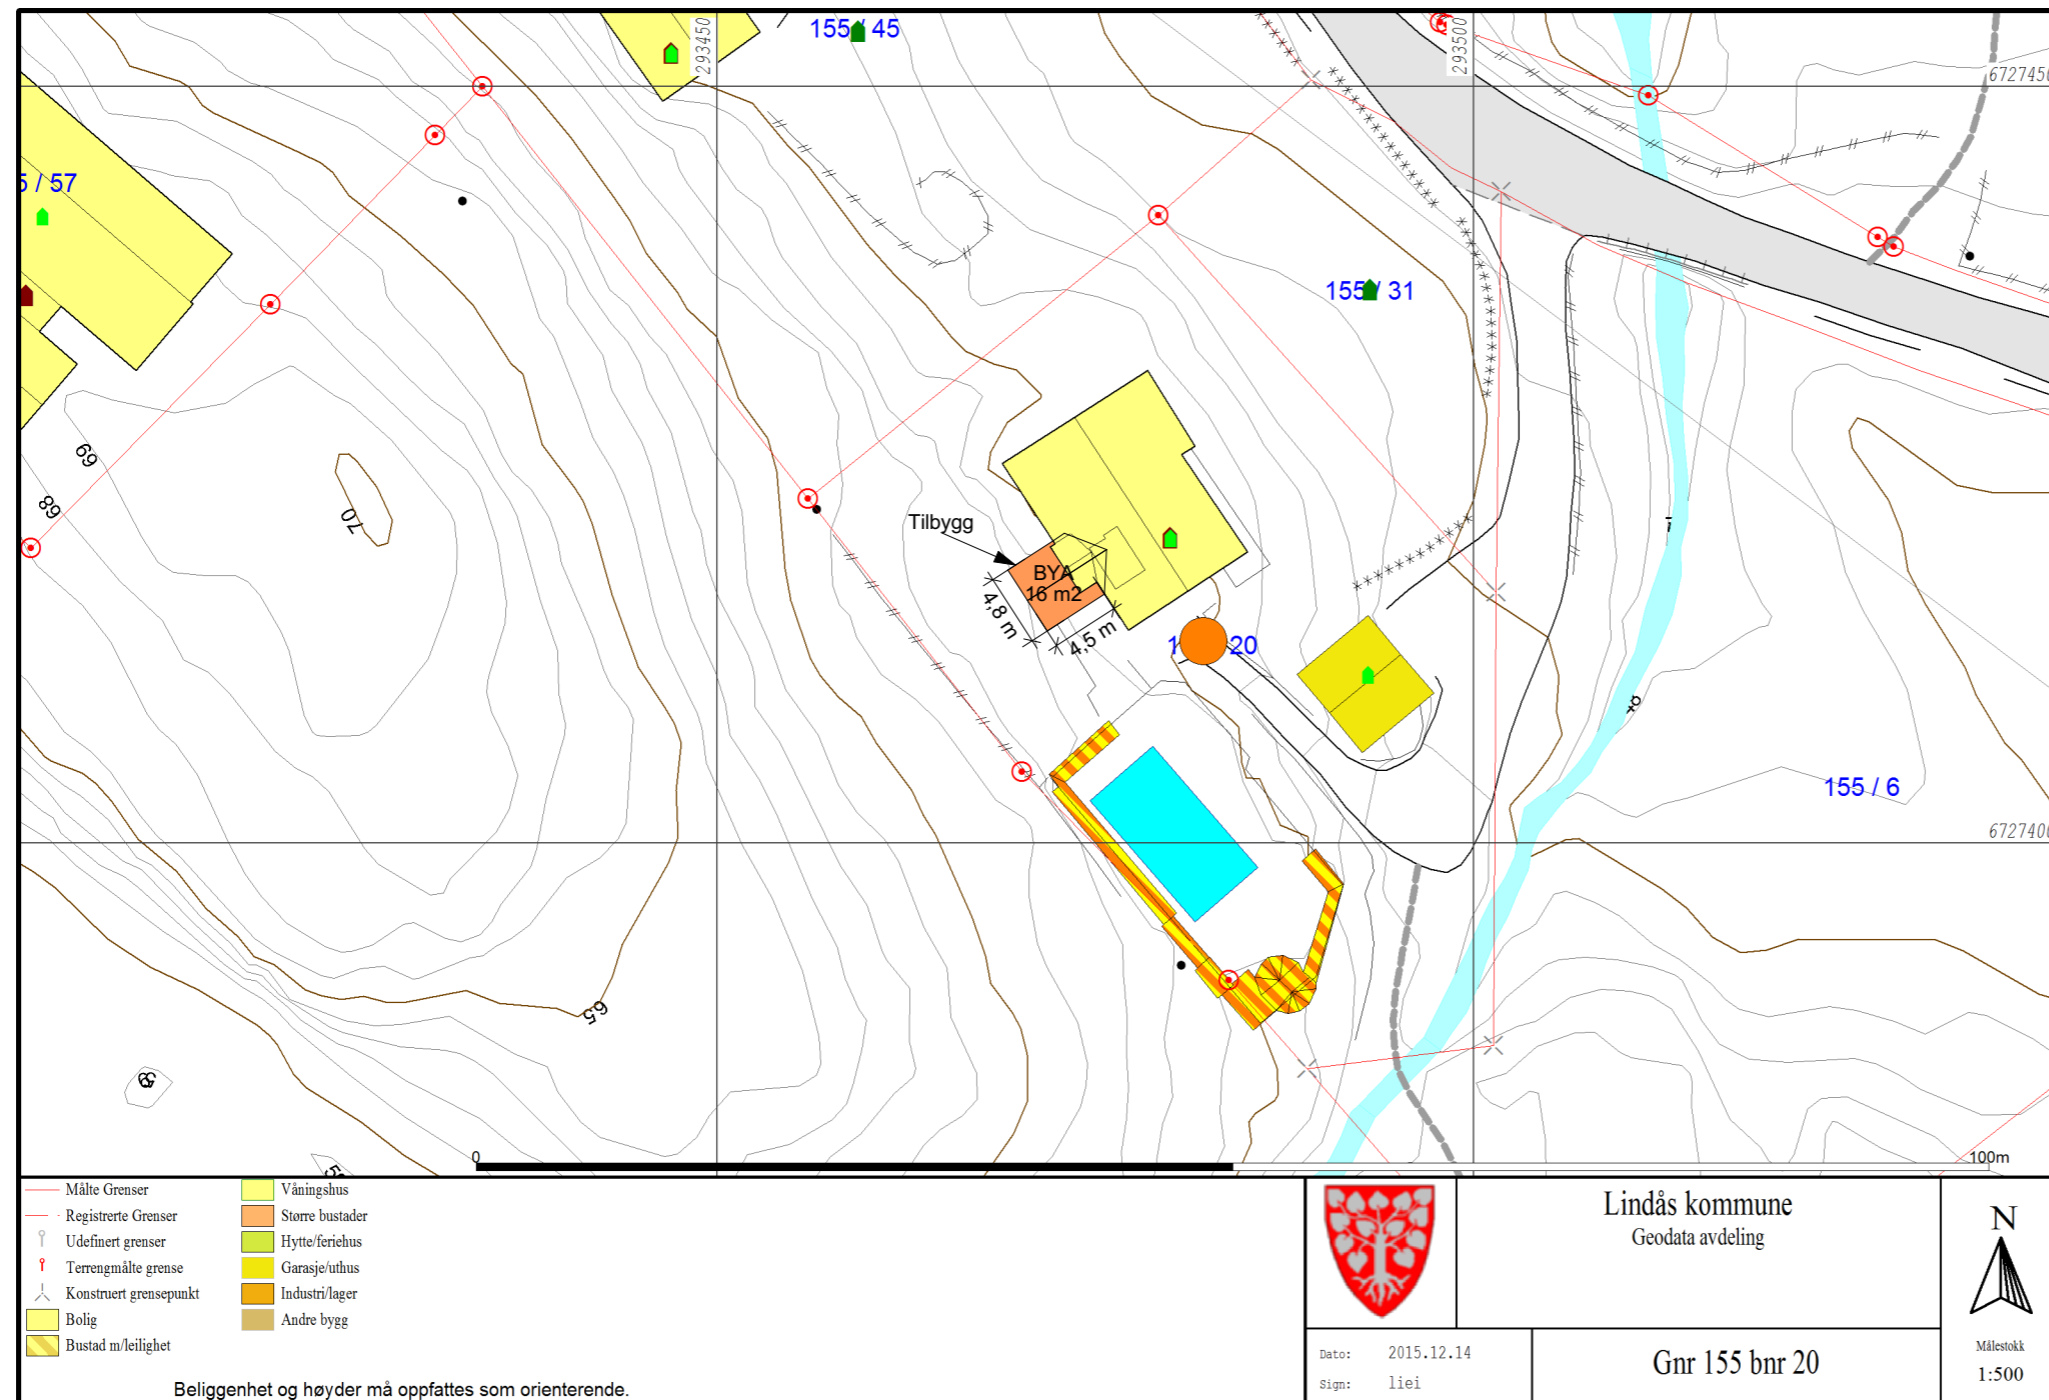 155 / 45
293450
293500
6727450
5 / 57
155 / 31
69
68
70
Tilbygg
BYA
16 m2
4,8 m
4,5 m
1 20
155 / 6
6727400
65
0
100m
Målte Grenser
Registrerte Grenser
Udefinert grenser
Terrengmålte grense
Konstruert grensepunkt
Bolig
Bustad m/leilighet
Våningshus
Større bustader
Hytte/feriehus
Garasje/uthus
Industri/lager
Andre bygg
Beliggenhet og høyder må oppfattes som orienterende.
Lindås kommune
Geodata avdeling
Dato: 2015.12.14
Sign: liei
Gnr 155 bnr 20
N
Målestokk
1:500